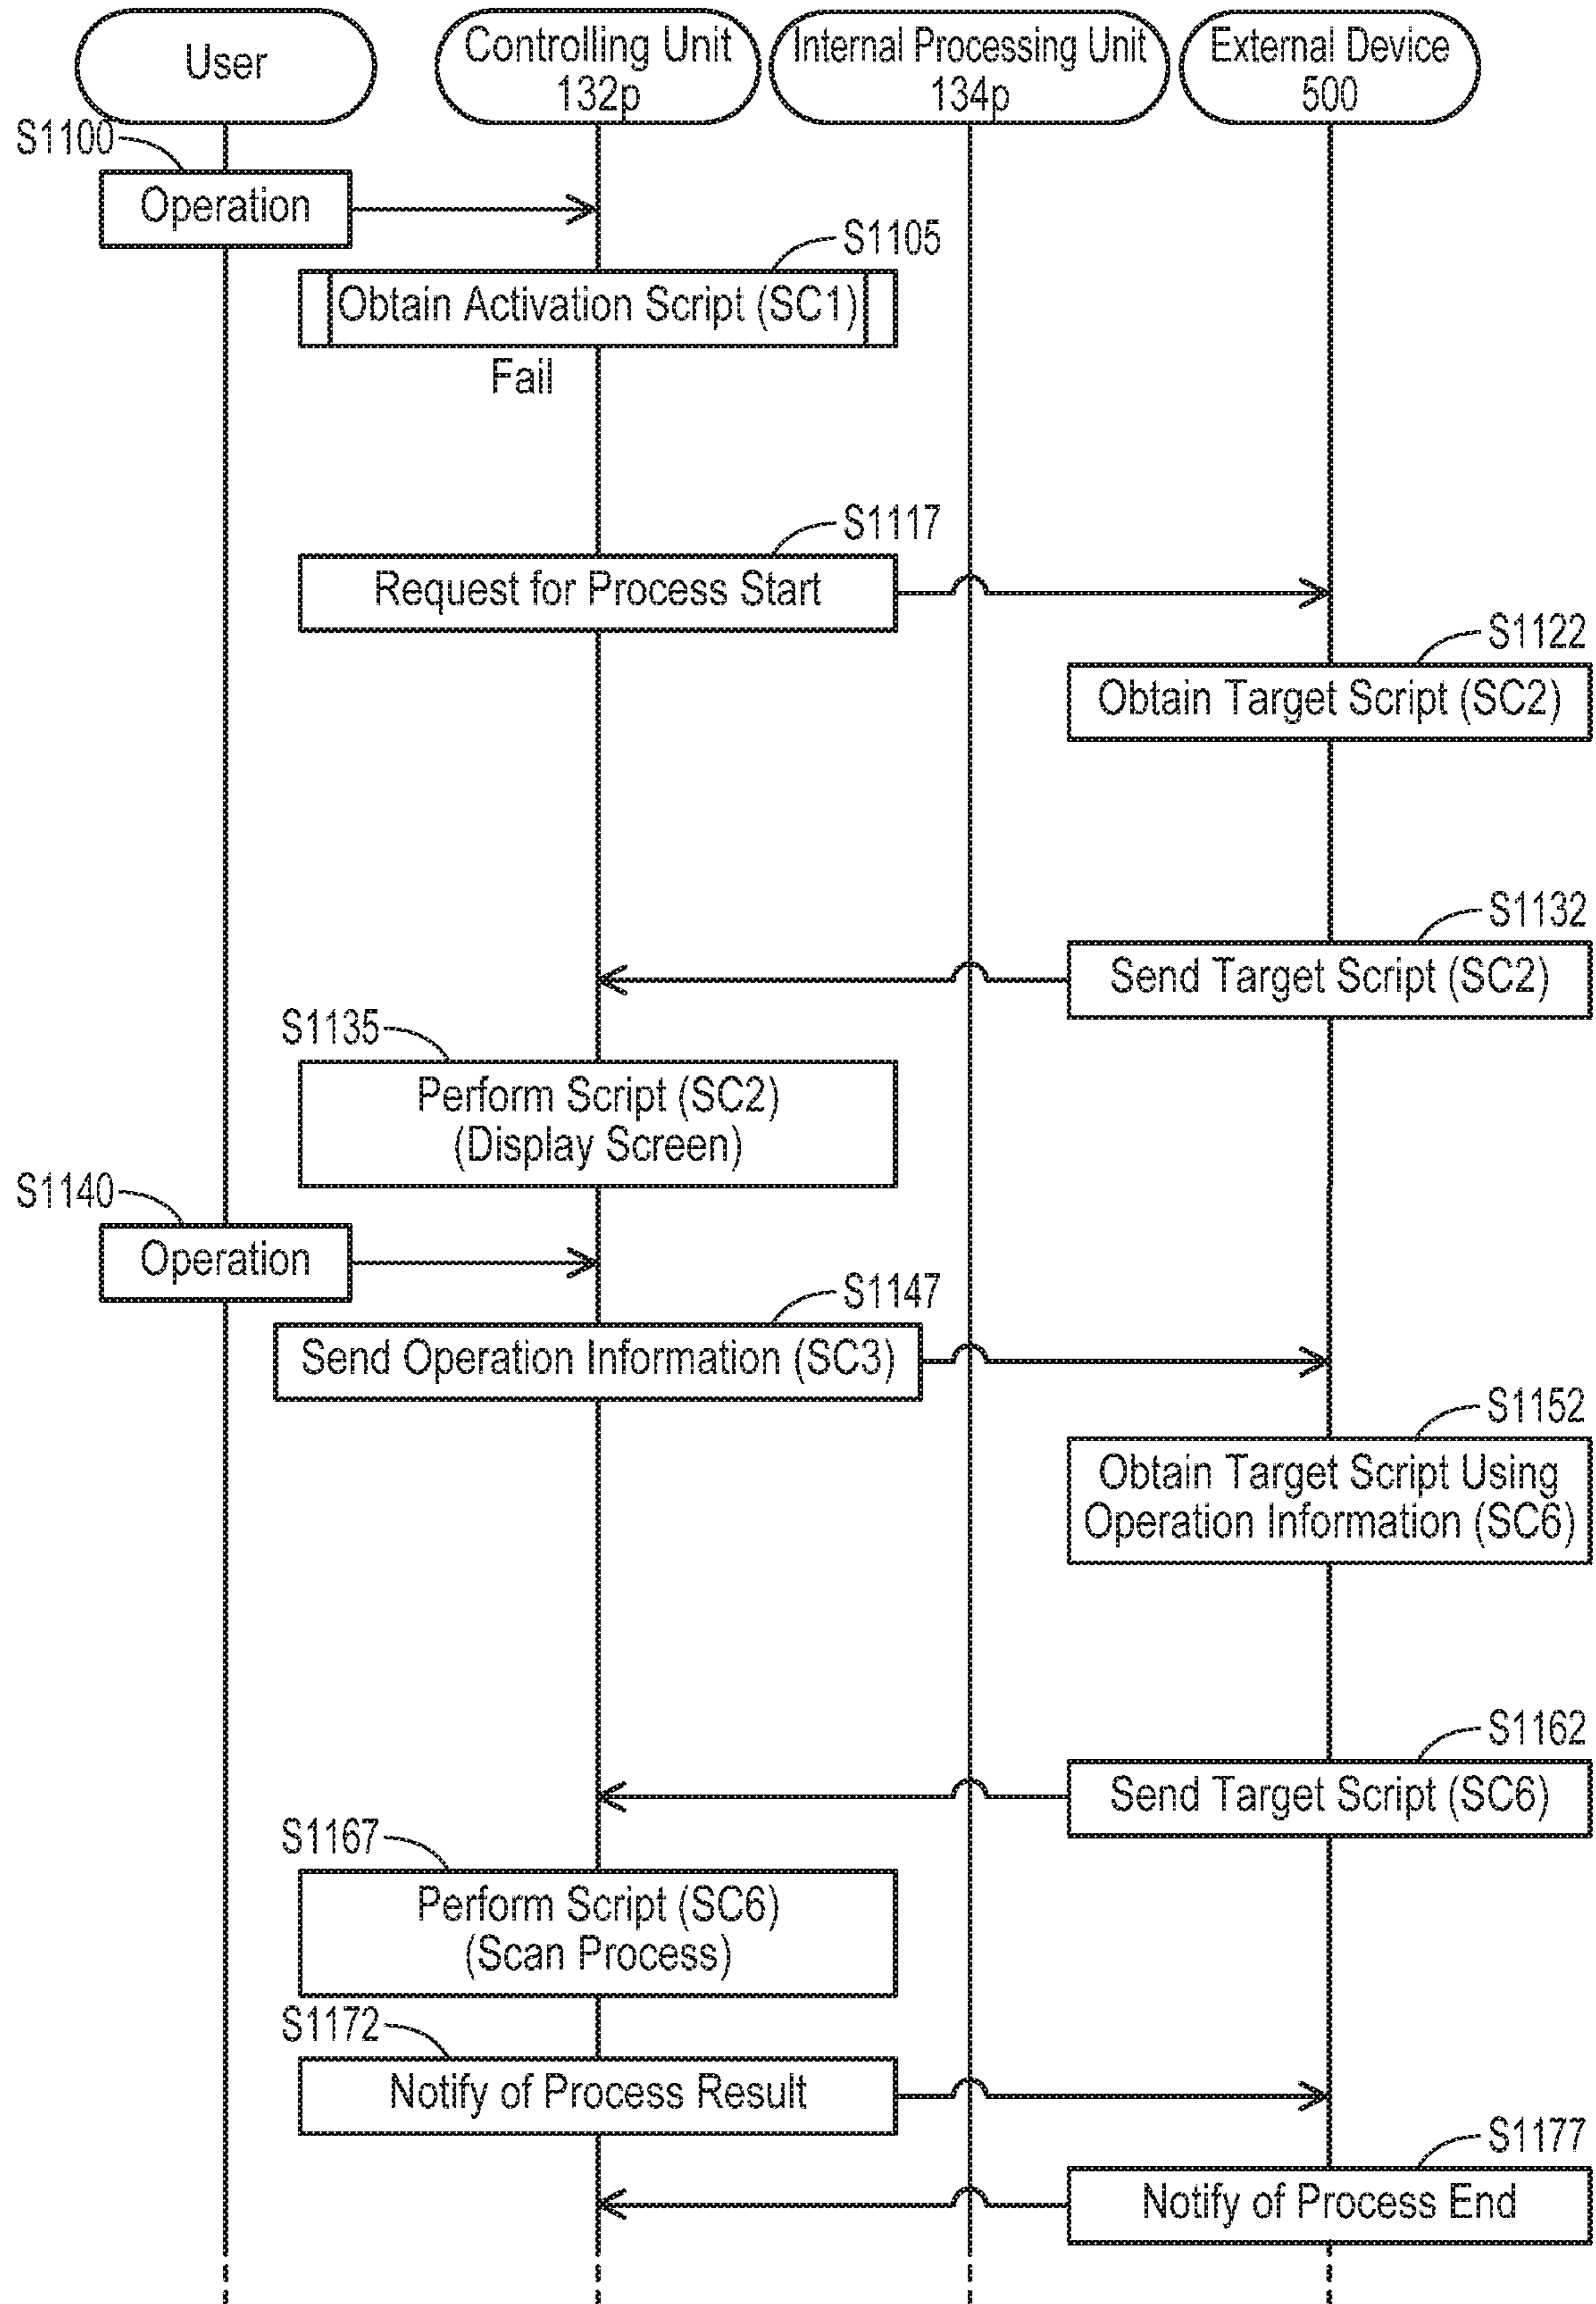 User
Controlling Unit
132p
Internal Processing Unit
134p
External Device
500
S1100
Operation
S1105
Obtain Activation Script (SC1)
Fail
S1117
Request for Process Start
S1122
Obtain Target Script (SC2)
S1132
Send Target Script (SC2)
S1135
Perform Script (SC2)
(Display Screen)
S1140
Operation
S1147
Send Operation Information (SC3)
S1152
Obtain Target Script Using
Operation Information (SC6)
S1162
Send Target Script (SC6)
S1167
Perform Script (SC6)
(Scan Process)
S1172
Notify of Process Result
S1177
Notify of Process End